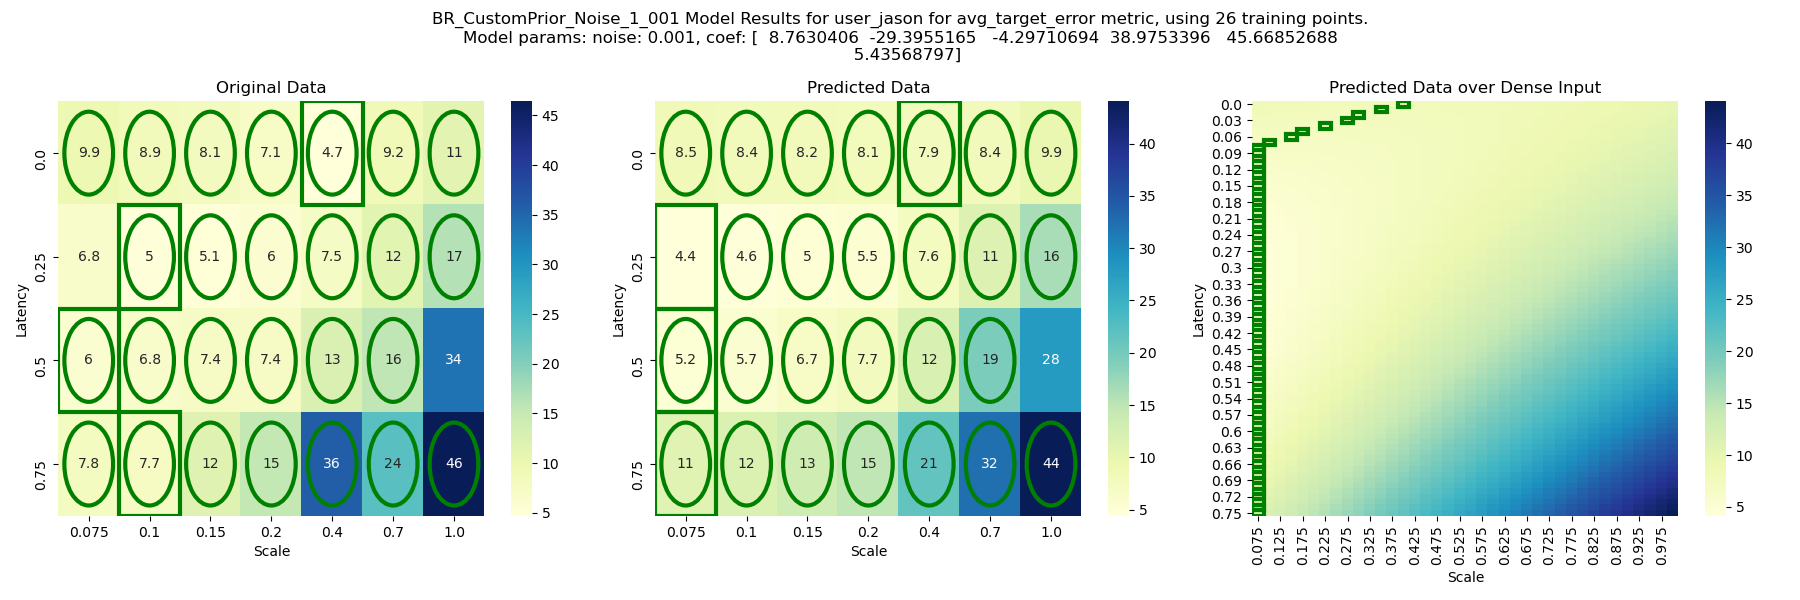 BR_CustomPrior_Noise_1_001 Model Results for user_jason for avg_target_error metric, using 26 training points.
Model params: noise: 0.001, coef: [  8.7630406  -29.3955165   -4.29710694  38.9753396   45.66852688
5.43568797]
Original Data
9.9 8.9 8.1 7.1 4.7 9.2 11
6.8 5 5.1 6 7.5 12 17
6 6.8 7.4 7.4 13 16 34
7.8 7.7 12 15 36 24 46
0.0
0.25
0.5
0.75
Latency
0.075 0.1 0.15 0.2 0.4 0.7 1.0
Scale
45
40
35
30
25
20
15
10
5
Predicted Data
8.5 8.4 8.2 8.1 7.9 8.4 9.9
4.4 4.6 5 5.5 7.6 11 16
5.2 5.7 6.7 7.7 12 19 28
11 12 13 15 21 32 44
0.0
0.25
0.5
0.75
Latency
0.075 0.1 0.15 0.2 0.4 0.7 1.0
Scale
40
35
30
25
20
15
10
5
Predicted Data over Dense Input
0.0
0.03
0.06
0.09
0.12
0.15
0.18
0.21
0.24
0.27
0.3
0.33
0.36
0.39
0.42
0.45
0.48
0.51
0.54
0.57
0.6
0.63
0.66
0.69
0.72
0.75
Latency
0.075 0.125 0.175 0.225 0.275 0.325 0.375 0.425 0.475 0.525 0.575 0.625 0.675 0.725 0.775 0.825 0.875 0.925 0.975
Scale
40
35
30
25
20
15
10
5